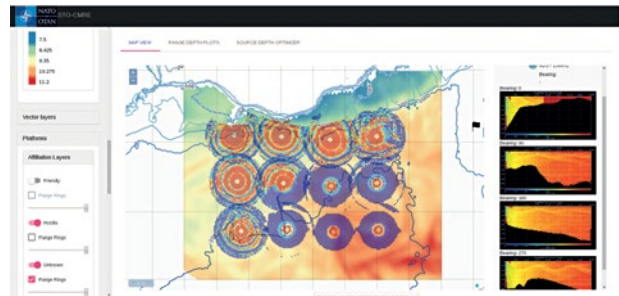 NATO
OTAN
STO-CMRE
7.5
8.425
9.35
10.275
11.2
MAP VIEW
RANGE DEPTH PLOTS
SOURCE DEPTH OPTIMIZER
Vector layers
Platforms
Affiliation Layers
Friendly
Range Rings
Hostile
Range Rings
Unknown
Range Rings
Bearing:
Bearing: 0
Bearing: 90
Bearing: 180
Bearing: 270